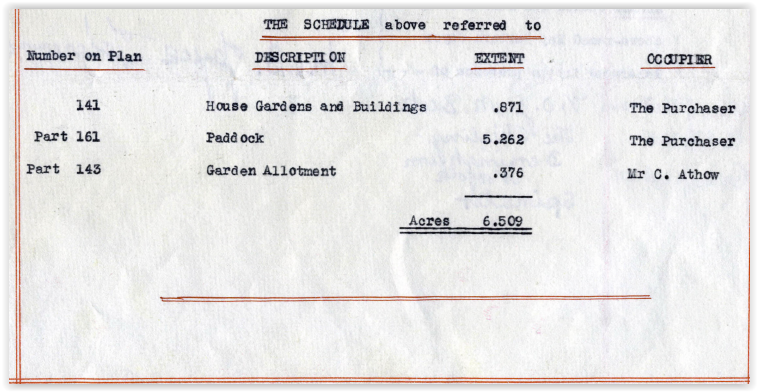 THE SCHEDULE above referred to
Number on Plan DESCRIPTION EXTENT OCCUPIER
141 House Gardens and Buildings .871 The Purchaser
Part 161 Paddock 5.262 The Purchaser
Part 143 Garden Allotment .376 Mr C. Athow
Acres 6.509